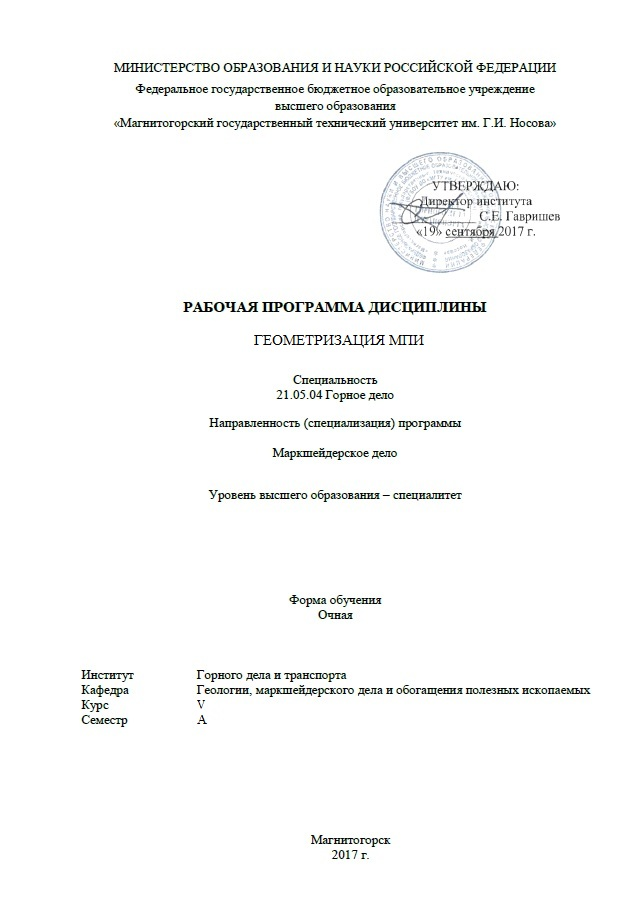 МИНИСТЕРСТВО ОБРАЗОВАНИЯ И НАУКИ РОССИЙСКОЙ ФЕДЕРАЦИИ
Федеральное государственное бюджетное образовательное учреждение
высшего образования
«Магнитогорский государственный технический университет им. Г.И. Носова»
УТВЕРЖДАЮ:
Директор института
С.Е. Гавришев
«19» сентября 2017 г.
РАБОЧАЯ ПРОГРАММА ДИСЦИПЛИНЫ
ГЕОМЕТРИЗАЦИЯ МПИ
Специальность
21.05.04 Горное дело
Направленность (специализация) программы
Маркшейдерское дело
Уровень высшего образования – специалитет
Форма обучения
Очная
Институт Горного дела и транспорта
Кафедра Геологии, маркшейдерского дела и обогащения полезных ископаемых
Курс V
Семестр А
Магнитогорск
2017 г.